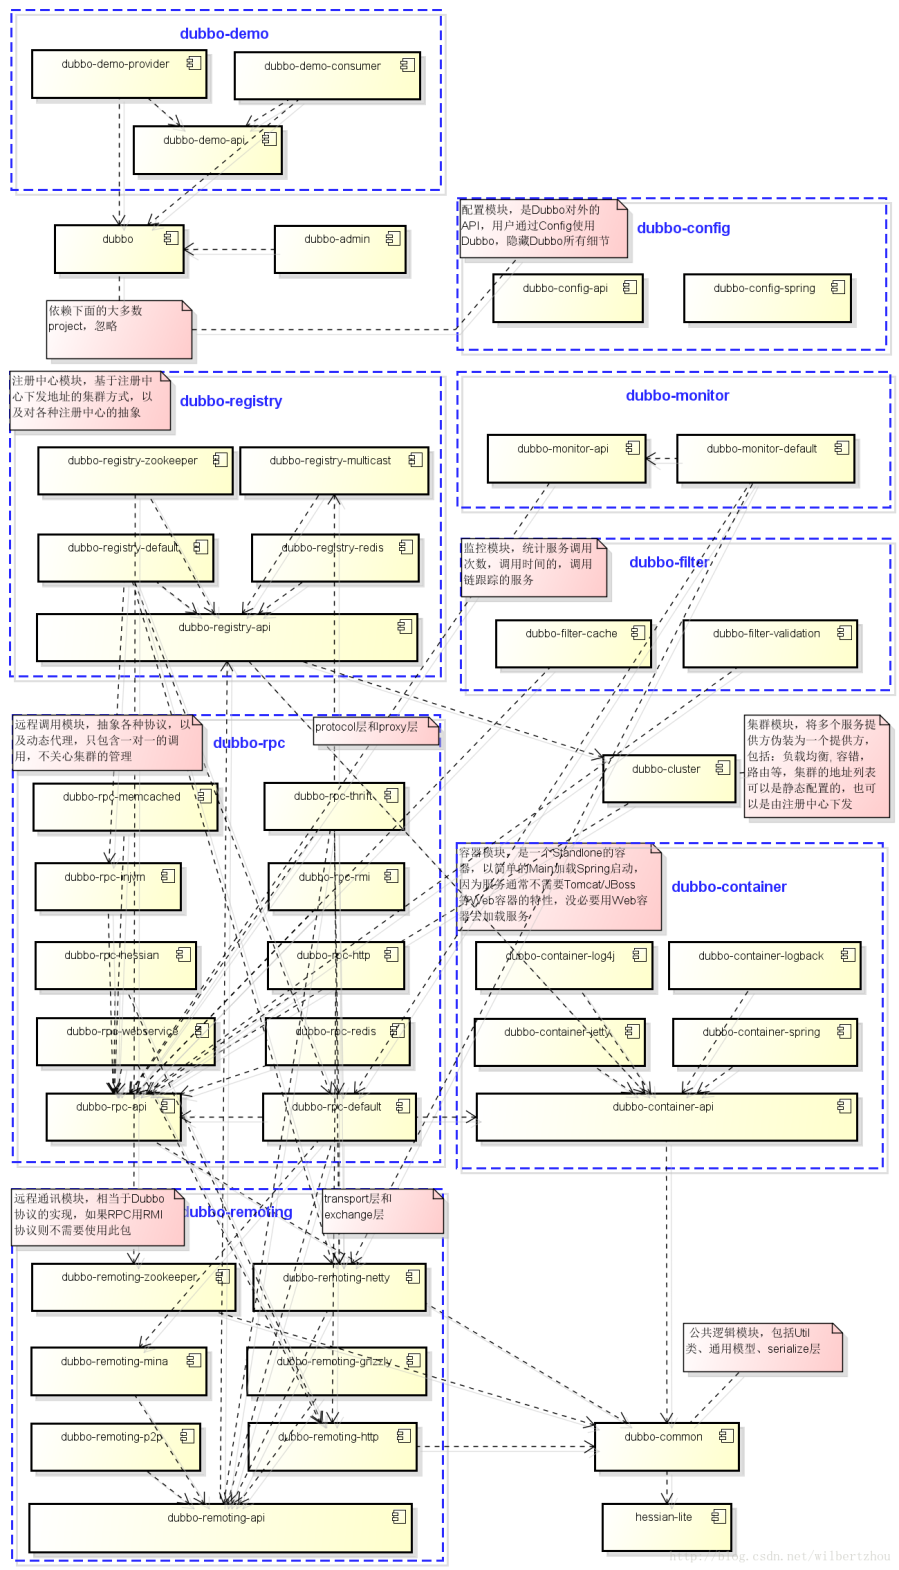 dubbo-demo
dubbo-demo-provider
dubbo-demo-consumer
dubbo-demo-api
dubbo
dubbo-admin
依赖下面的大多数
project，忽略
配置模块，是Dubbo对外的
API，用户通过Config使用
Dubbo，隐藏Dubbo所有细节
dubbo-config
dubbo-config-api
dubbo-config-spring
注册中心模块，基于注册中
心下发地址的集群方式，以
及对各种注册中心的抽象
dubbo-registry
dubbo-registry-zookeeper
dubbo-registry-multicast
dubbo-registry-default
dubbo-registry-redis
dubbo-registry-api
dubbo-monitor
dubbo-monitor-api
dubbo-monitor-default
监控模块，统计服务调用
次数，调用时间的，调用
链跟踪的服务
dubbo-filter
dubbo-filter-cache
dubbo-filter-validation
远程调用模块，抽象各种协议，以
及动态代理，只包含一对一的调
用，不关心集群的管理
dubbo-rpc
protocol层和proxy层
dubbo-rpc-memcached
dubbo-rpc-thrift
dubbo-rpc-injvm
dubbo-rpc-rmi
dubbo-rpc-hessian
dubbo-rpc-http
dubbo-rpc-webservice
dubbo-rpc-redis
dubbo-rpc-api
dubbo-rpc-default
dubbo-cluster
集群模块，将多个服务提
供方伪装为一个提供方，
包括：负载均衡, 容错，
路由等，集群的地址列表
可以是静态配置的，也可
以是由注册中心下发
容器模块，是一个Standlone的容
器，以简单的Main加载Spring启动，
因为服务通常不需要Tomcat/JBoss
等Web容器的特性，没必要用Web容
器去加载服务
dubbo-container
dubbo-container-log4j
dubbo-container-logback
dubbo-container-jetty
dubbo-container-spring
dubbo-container-api
远程通讯模块，相当于Dubbo
协议的实现，如果RPC用RMI
协议则不需要使用此包
dubbo-remoting
transport层和
exchange层
dubbo-remoting-zookeeper
dubbo-remoting-netty
dubbo-remoting-mina
dubbo-remoting-grizzly
dubbo-remoting-p2p
dubbo-remoting-http
dubbo-remoting-api
公共逻辑模块，包括Util
类、通用模型、serialize层
dubbo-common
hessian-lite
http://blog.csdn.net/wilbertzhou